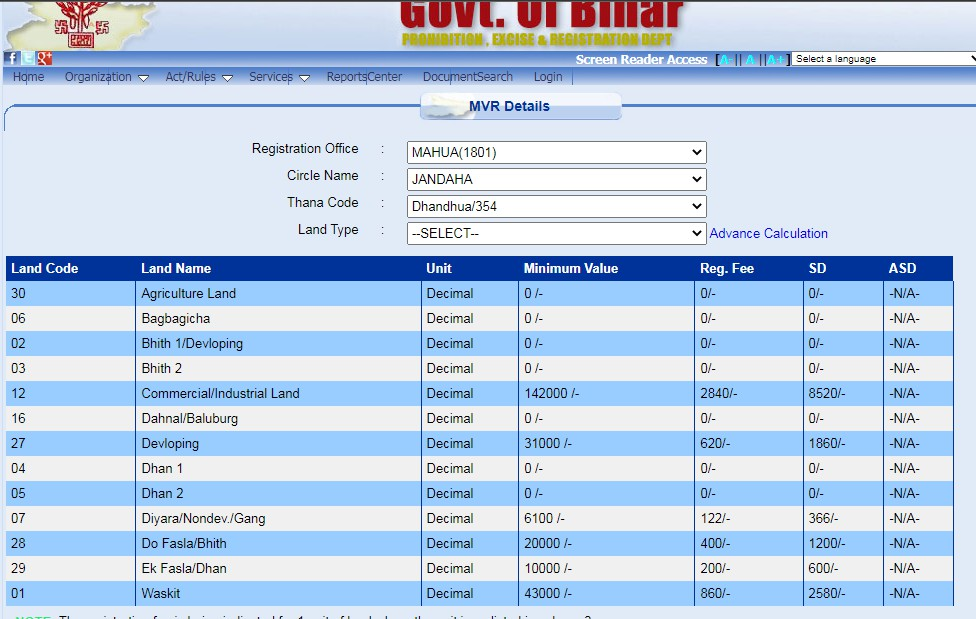 Govt. Of Bihar
PROHIBITION, EXCISE & REGISTRATION DEPT
Screen Reader Access [A-||A ||A+] Select a language
Home Organization Act/Rules Services ReportsCenter DocumentSearch Login
MVR Details
Registration Office : MAHUA(1801)
Circle Name : JANDAHA
Thana Code : Dhandhua/354
Land Type : --SELECT-- Advance Calculation
Land Code Land Name Unit Minimum Value Reg. Fee SD ASD
30 Agriculture Land Decimal 0 /- 0/- 0/- -N/A-
06 Bagbagicha Decimal 0 /- 0/- 0/- -N/A-
02 Bhith 1/Devloping Decimal 0 /- 0/- 0/- -N/A-
03 Bhith 2 Decimal 0 /- 0/- 0/- -N/A-
12 Commercial/Industrial Land Decimal 142000 /- 2840/- 8520/- -N/A-
16 Dahnal/Baluburg Decimal 0 /- 0/- 0/- -N/A-
27 Devloping Decimal 31000 /- 620/- 1860/- -N/A-
04 Dhan 1 Decimal 0 /- 0/- 0/- -N/A-
05 Dhan 2 Decimal 0 /- 0/- 0/- -N/A-
07 Diyara/Nondev./Gang Decimal 6100 /- 122/- 366/- -N/A-
28 Do Fasla/Bhith Decimal 20000 /- 400/- 1200/- -N/A-
29 Ek Fasla/Dhan Decimal 10000 /- 200/- 600/- -N/A-
01 Waskit Decimal 43000 /- 860/- 2580/- -N/A-